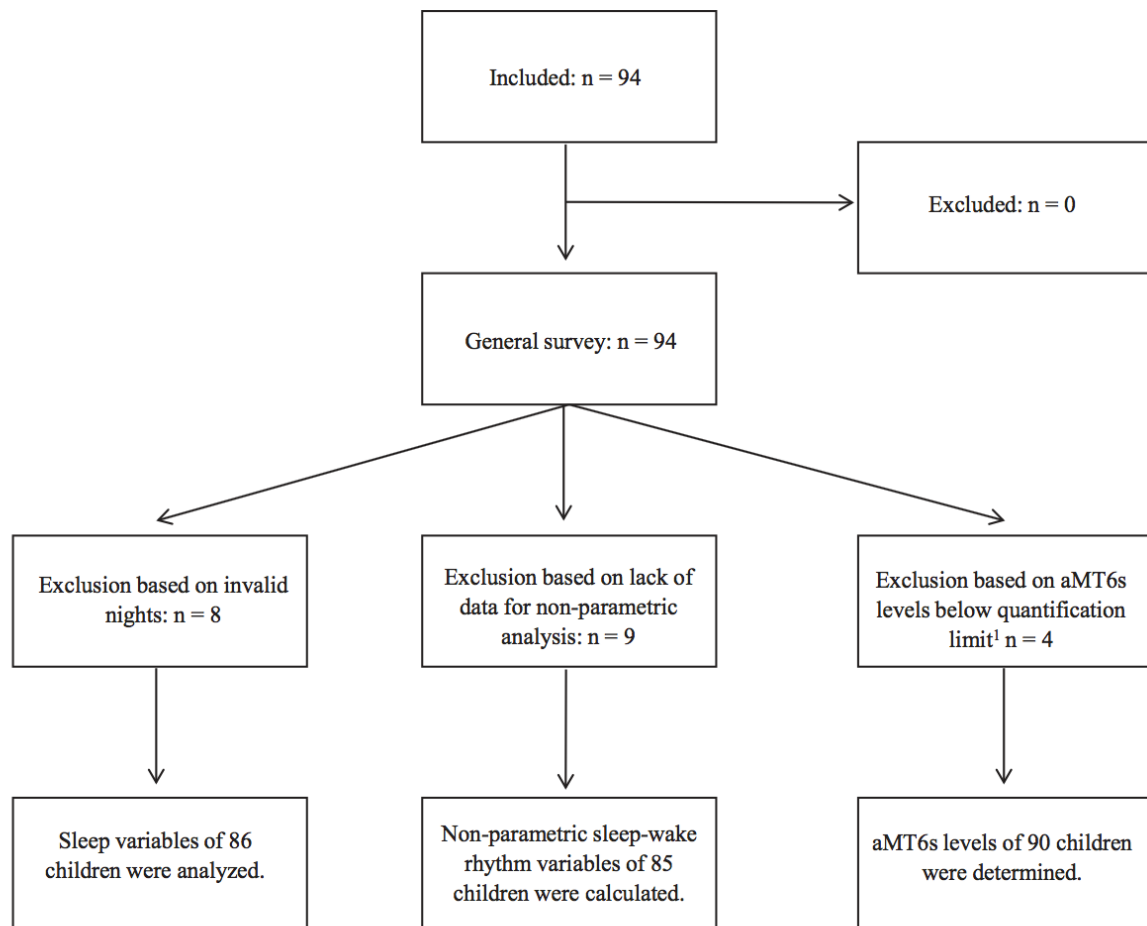 Included: n = 94
Excluded: n = 0
General survey: n = 94
Exclusion based on invalid
nights: n = 8
Exclusion based on lack of
data for non-parametric
analysis: n = 9
Exclusion based on aMT6s
levels below quantification
limit¹ n = 4
Sleep variables of 86
children were analyzed.
Non-parametric sleep-wake
rhythm variables of 85
children were calculated.
aMT6s levels of 90 children
were determined.